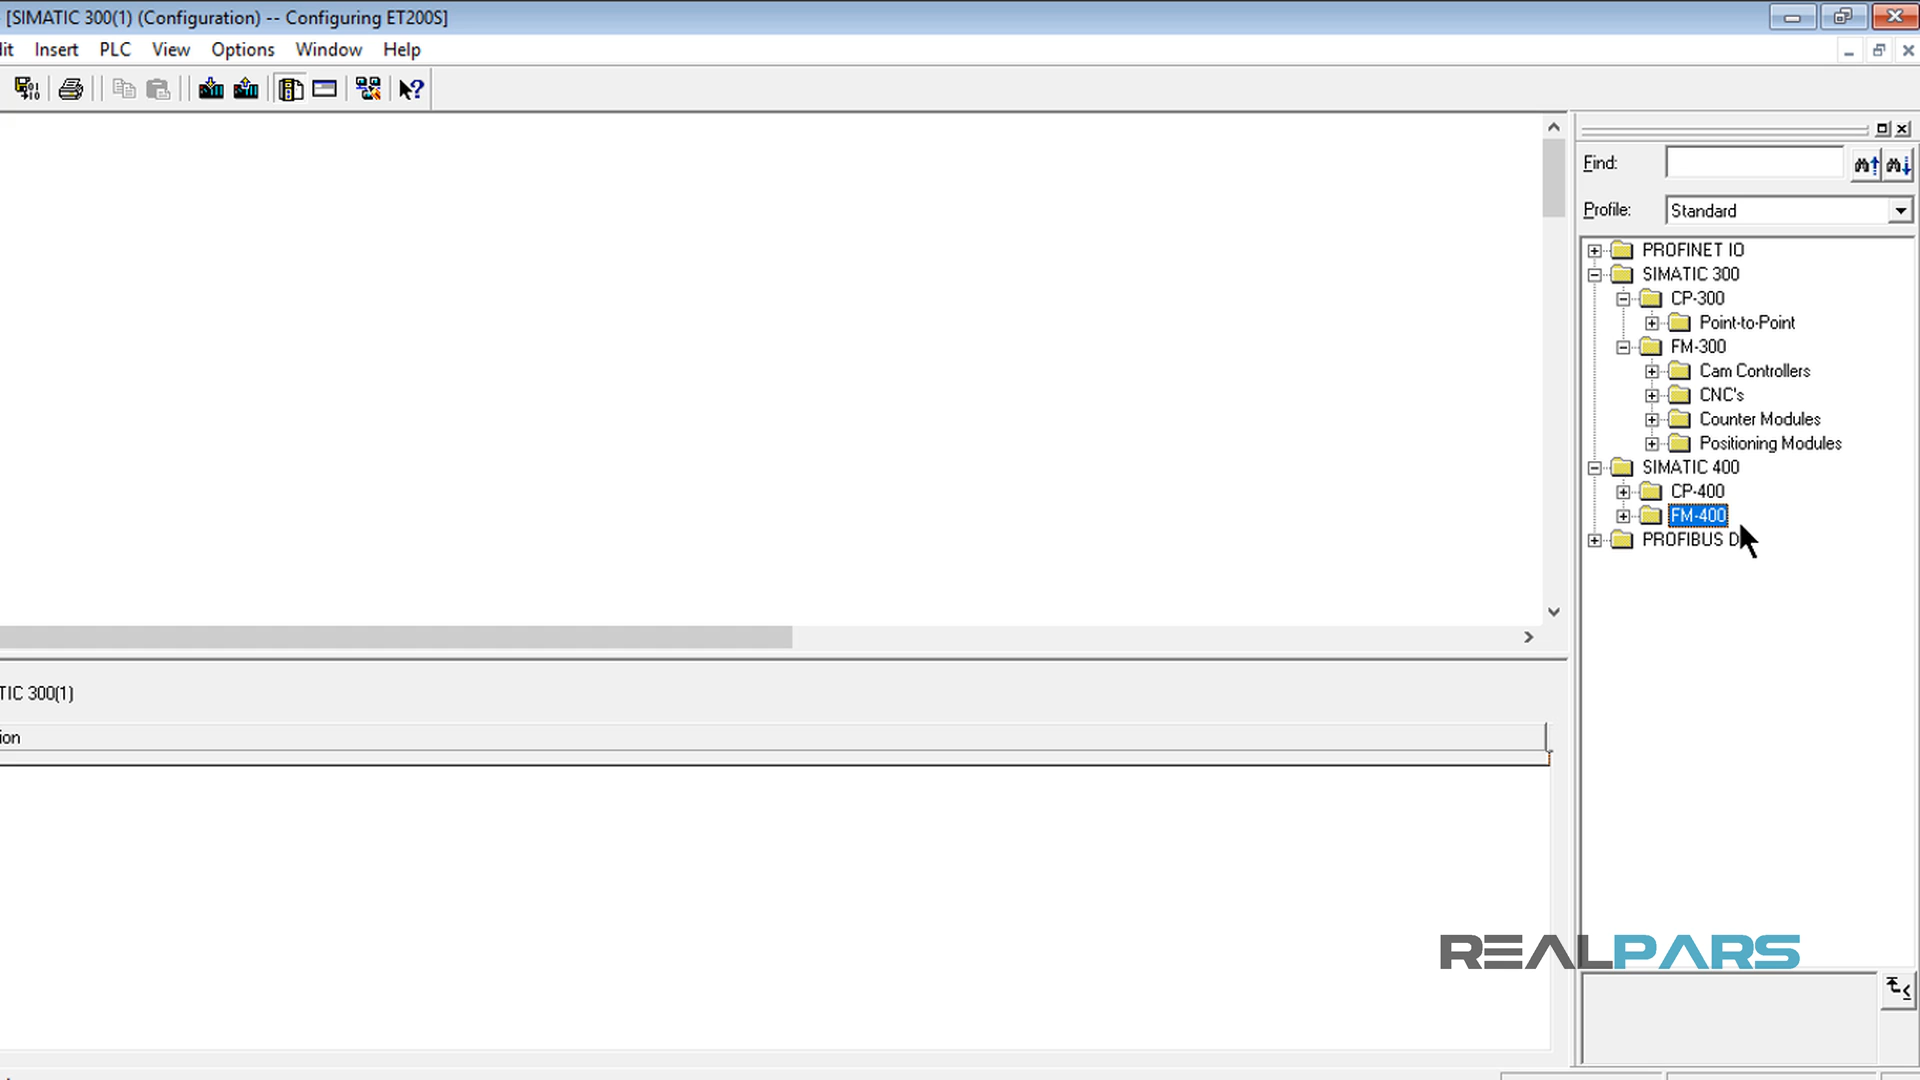 [SIMATIC 300(1) (Configuration) -- Configuring ET200S]
it Insert PLC View Options Window Help
Find:
Profile: Standard
PROFINET IO
SIMATIC 300
CP-300
Point-to-Point
FM-300
Cam Controllers
CNC's
Counter Modules
Positioning Modules
SIMATIC 400
CP-400
FM-400
PROFIBUS D
TIC 300(1)
ion
REALPARS